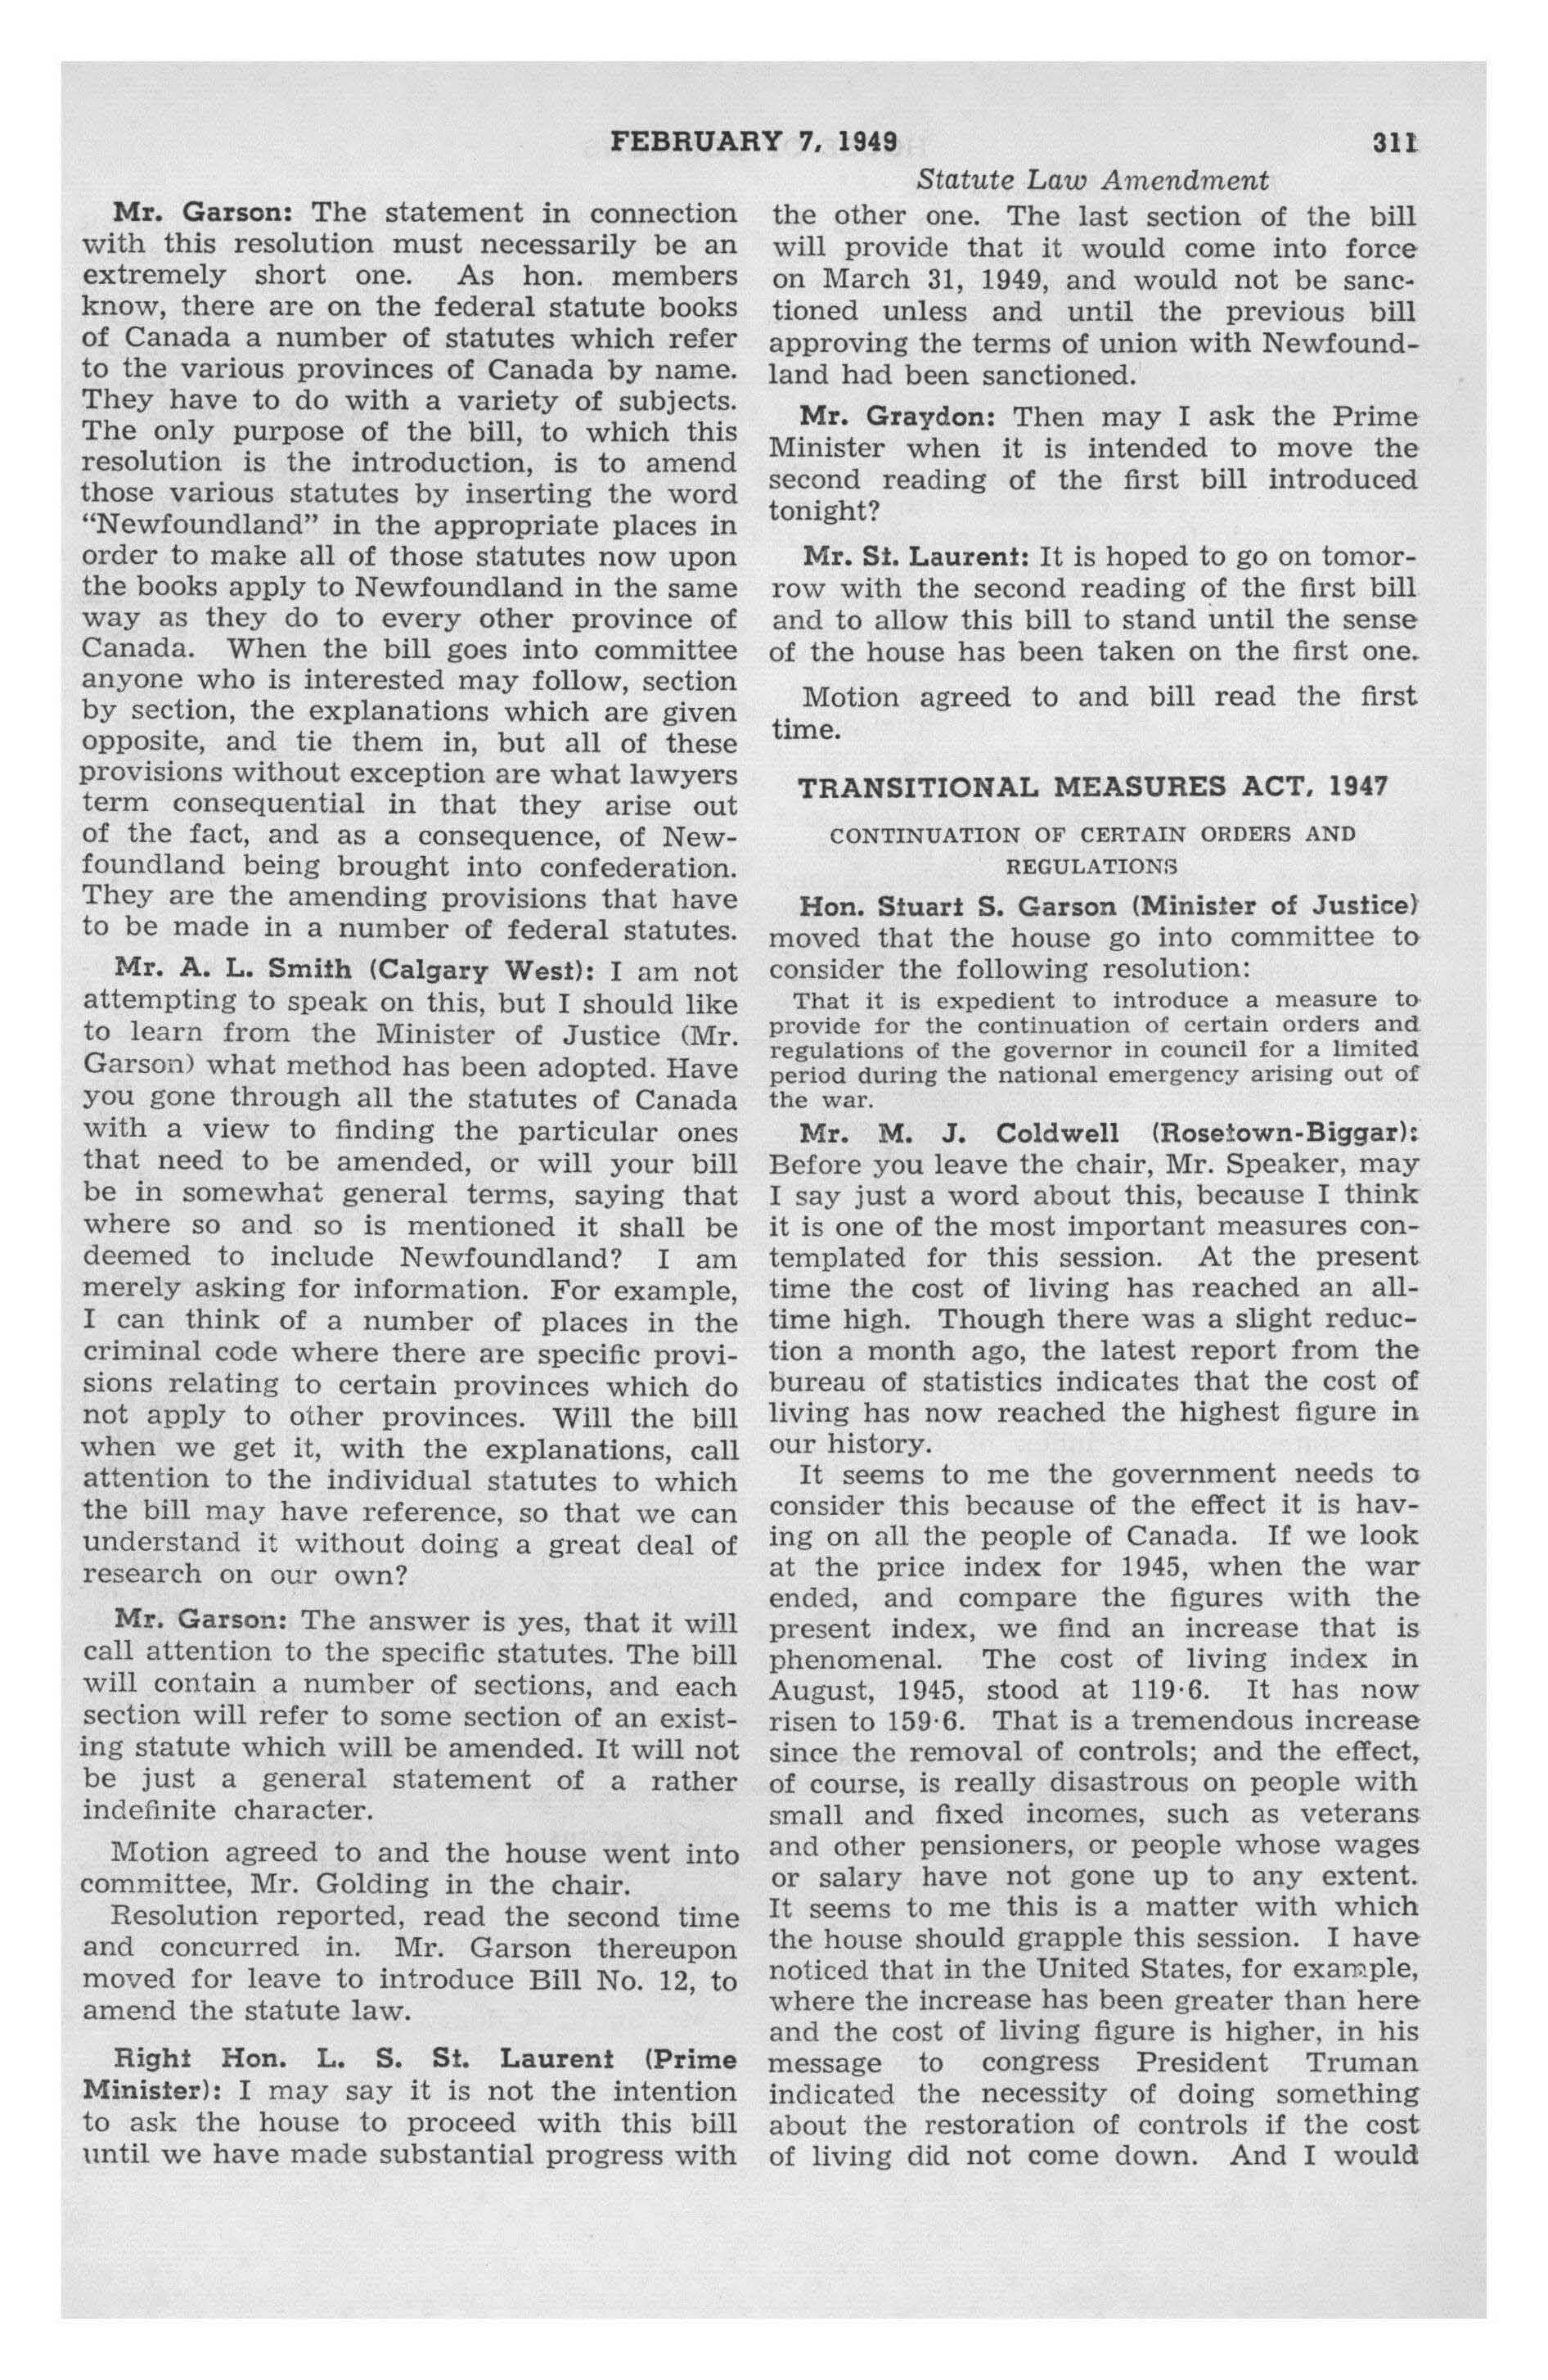 FEBRUARY 7, 1949 311
Statute Law Amendment
Mr. Garson: The statement in connection
with this resolution must necessarily be an
extremely short one. As hon. members
know, there are on the federal statute books
of Canada a number of statutes which refer
to the various provinces of Canada by name.
They have to do with a variety of subjects.
The only purpose of the bill, to which this
resolution is the introduction, is to amend
those various statutes by inserting the word
“Newfoundland” in the appropriate places in
order to make all of those statutes now upon
the books apply to Newfoundland in the same
way as they do to every other province of
Canada. When the bill goes into committee
anyone who is interested may follow, section
by section, the explanations which are given
opposite, and tie them in, but all of these
provisions without exception are what lawyers
term consequential in that they arise out
of the fact, and as a consequence, of New-
foundland being brought into confederation.
They are the amending provisions that have
to be made in a number of federal statutes.
Mr. A. L. Smith (Calgary West): I am not
attempting to speak on this, but I should like
to learn from the Minister of Justice (Mr.
Garson) what method has been adopted. Have
you gone through all the statutes of Canada
with a view to finding the particular ones
that need to be amended, or will your bill
be in somewhat general terms, saying that
where so and so is mentioned it shall be
deemed to include Newfoundland? I am
merely asking for information. For example,
I can think of a number of places in the
criminal code where there are specific provi-
sions relating to certain provinces which do
not apply to other provinces. Will the bill
when we get it, with the explanations, call
attention to the individual statutes to which
the bill may have reference, so that we can
understand it without doing a great deal of
research on our own?
Mr. Garson: The answer is yes, that it will
call attention to the specific statutes. The bill
will contain a number of sections, and each
section will refer to some section of an exist-
ing statute which will be amended. It will not
be just a general statement of a rather
indefinite character.
Motion agreed to and the house went into
committee, Mr. Golding in the chair.
Resolution reported, read the second time
and concurred in. Mr. Garson thereupon
moved for leave to introduce Bill No. 12, to
amend the statute law.
Right Hon. L. S. St. Laurent (Prime
Minister): I may say it is not the intention
to ask the house to proceed with this bill
until we have made substantial progress with
the other one. The last section of the bill
will provide that it would come into force
on March 31, 1949, and would not be sanc-
tioned unless and until the previous bill
approving the terms of union with Newfound-
land had been sanctioned.
Mr. Graydon: Then may I ask the Prime
Minister when it is intended to move the
second reading of the first bill introduced
tonight?
Mr. St. Laurent: It is hoped to go on tomor-
row with the second reading of the first bill
and to allow this bill to stand until the sense
of the house has been taken on the first one.
Motion agreed to and bill read the first
time.
TRANSITIONAL MEASURES ACT, 1947
CONTINUATION OF CERTAIN ORDERS AND
REGULATIONS
Hon. Stuart S. Garson (Minister of Justice)
moved that the house go into committee to
consider the following resolution:
That it is expedient to introduce a measure to
provide for the continuation of certain orders and
regulations of the governor in council for a limited
period during the national emergency arising out of
the war.
Mr. M. J. Coldwell (Rosetown-Biggar):
Before you leave the chair, Mr. Speaker, may
I say just a word about this, because I think
it is one of the most important measures con-
templated for this session. At the present
time the cost of living has reached an all-
time high. Though there was a slight reduc-
tion a month ago, the latest report from the
bureau of statistics indicates that the cost of
living has now reached the highest figure in
our history.
It seems to me the government needs to
consider this because of the effect it is hav-
ing on all the people of Canada. If we look
at the price index for 1945, when the war
ended, and compare the figures with the
present index, we find an increase that is
phenomenal. The cost of living index in
August, 1945, stood at 119·6. It has now
risen to 159·6. That is a tremendous increase
since the removal of controls; and the effect,
of course, is really disastrous on people with
small and fixed incomes, such as veterans
and other pensioners, or people whose wages
or salary have not gone up to any extent.
It seems to me this is a matter with which
the house should grapple this session. I have
noticed that in the United States, for example,
where the increase has been greater than here
and the cost of living figure is higher, in his
message to congress President Truman
indicated the necessity of doing something
about the restoration of controls if the cost
of living did not come down. And I would